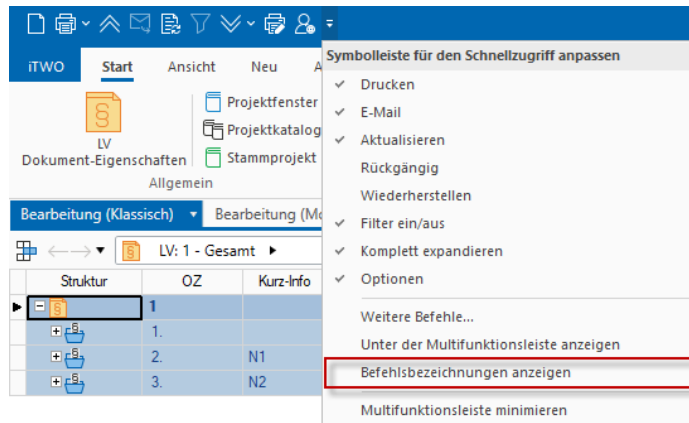 Symbolleiste für den Schnellzugriff anpassen
iTWO Start Ansicht Neu
Drucken
E-Mail
Aktualisieren
Rückgängig
Wiederherstellen
Filter ein/aus
Komplett expandieren
Optionen
Weitere Befehle...
Unter der Multifunktionsleiste anzeigen
Befehlsbezeichnungen anzeigen
Multifunktionsleiste minimieren
LV
Dokument-Eigenschaften
Projektfenster
Projektkatalog
Stammprojekt
Allgemein
Bearbeitung (Klassisch) Bearbeitung (Mo
LV: 1 - Gesamt
Struktur OZ Kurz-Info
1
1.
2. N1
3. N2